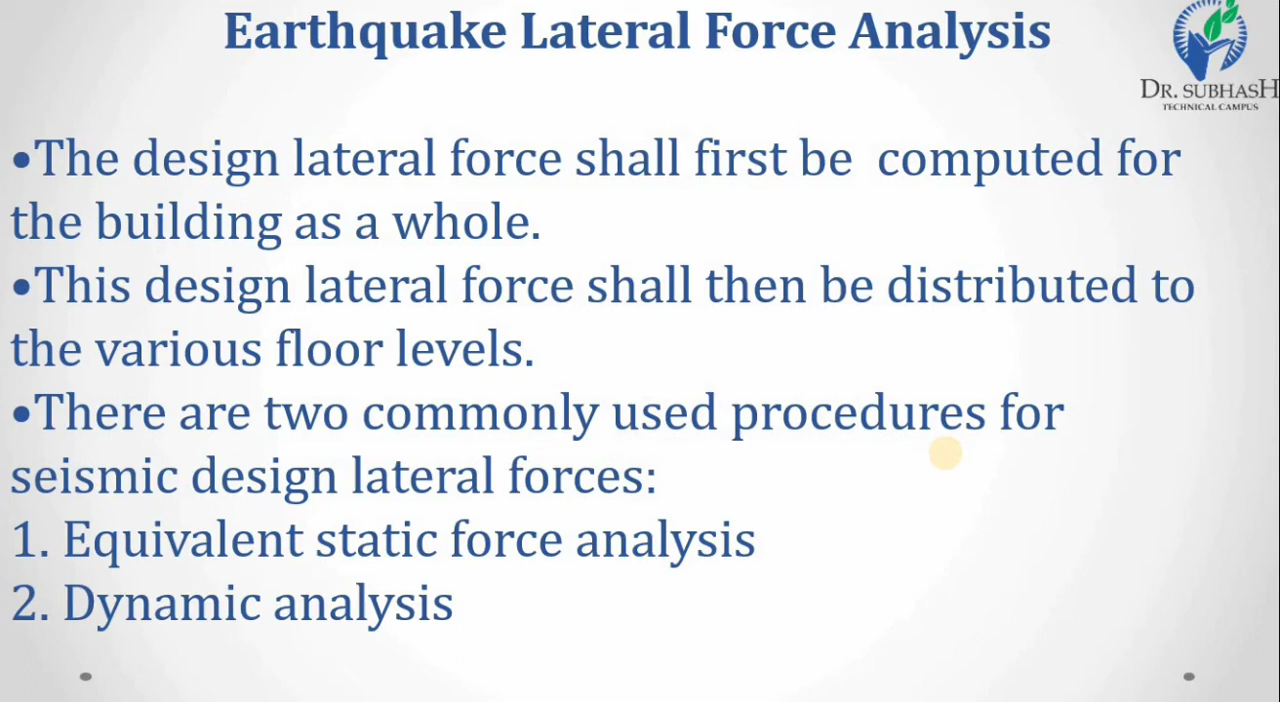 Earthquake Lateral Force Analysis
DR. SUBHASH
TECHNICAL CAMPUS
•The design lateral force shall first be computed for
the building as a whole.
•This design lateral force shall then be distributed to
the various floor levels.
•There are two commonly used procedures for
seismic design lateral forces:
1. Equivalent static force analysis
2. Dynamic analysis